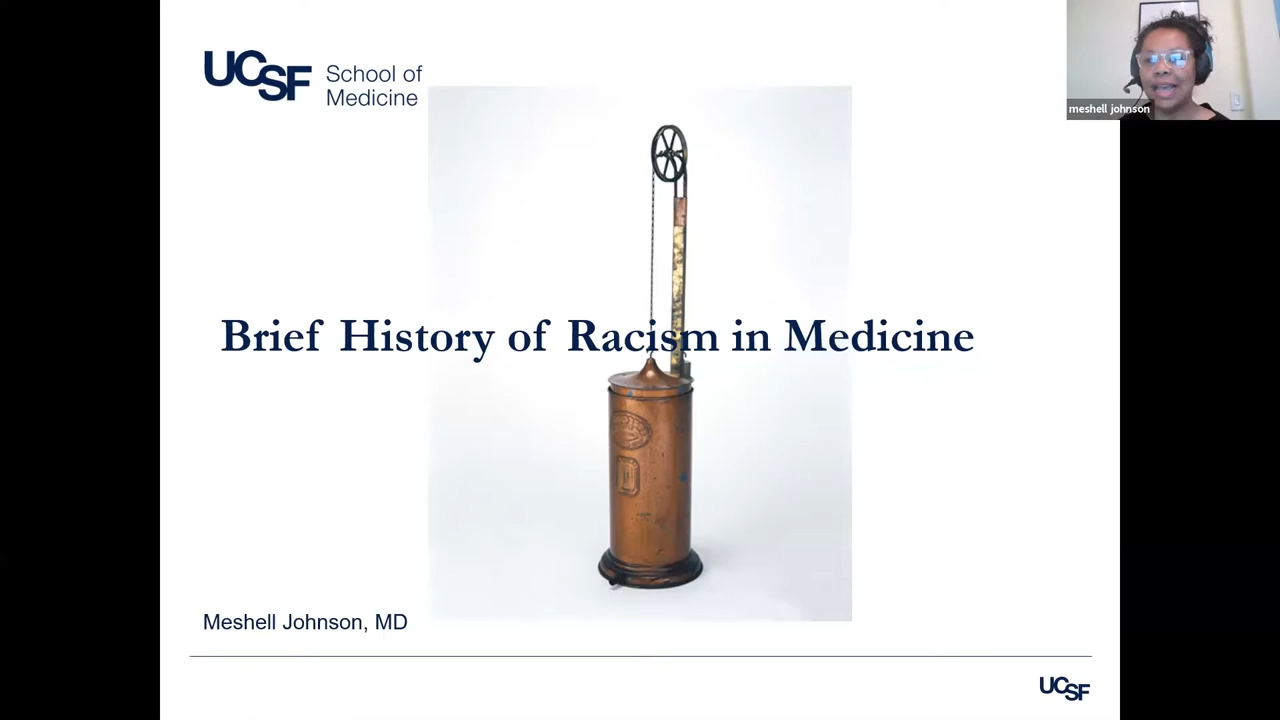 UCSF School of
Medicine
meshell johnson
Brief History of Racism in Medicine
Meshell Johnson, MD
UCSF